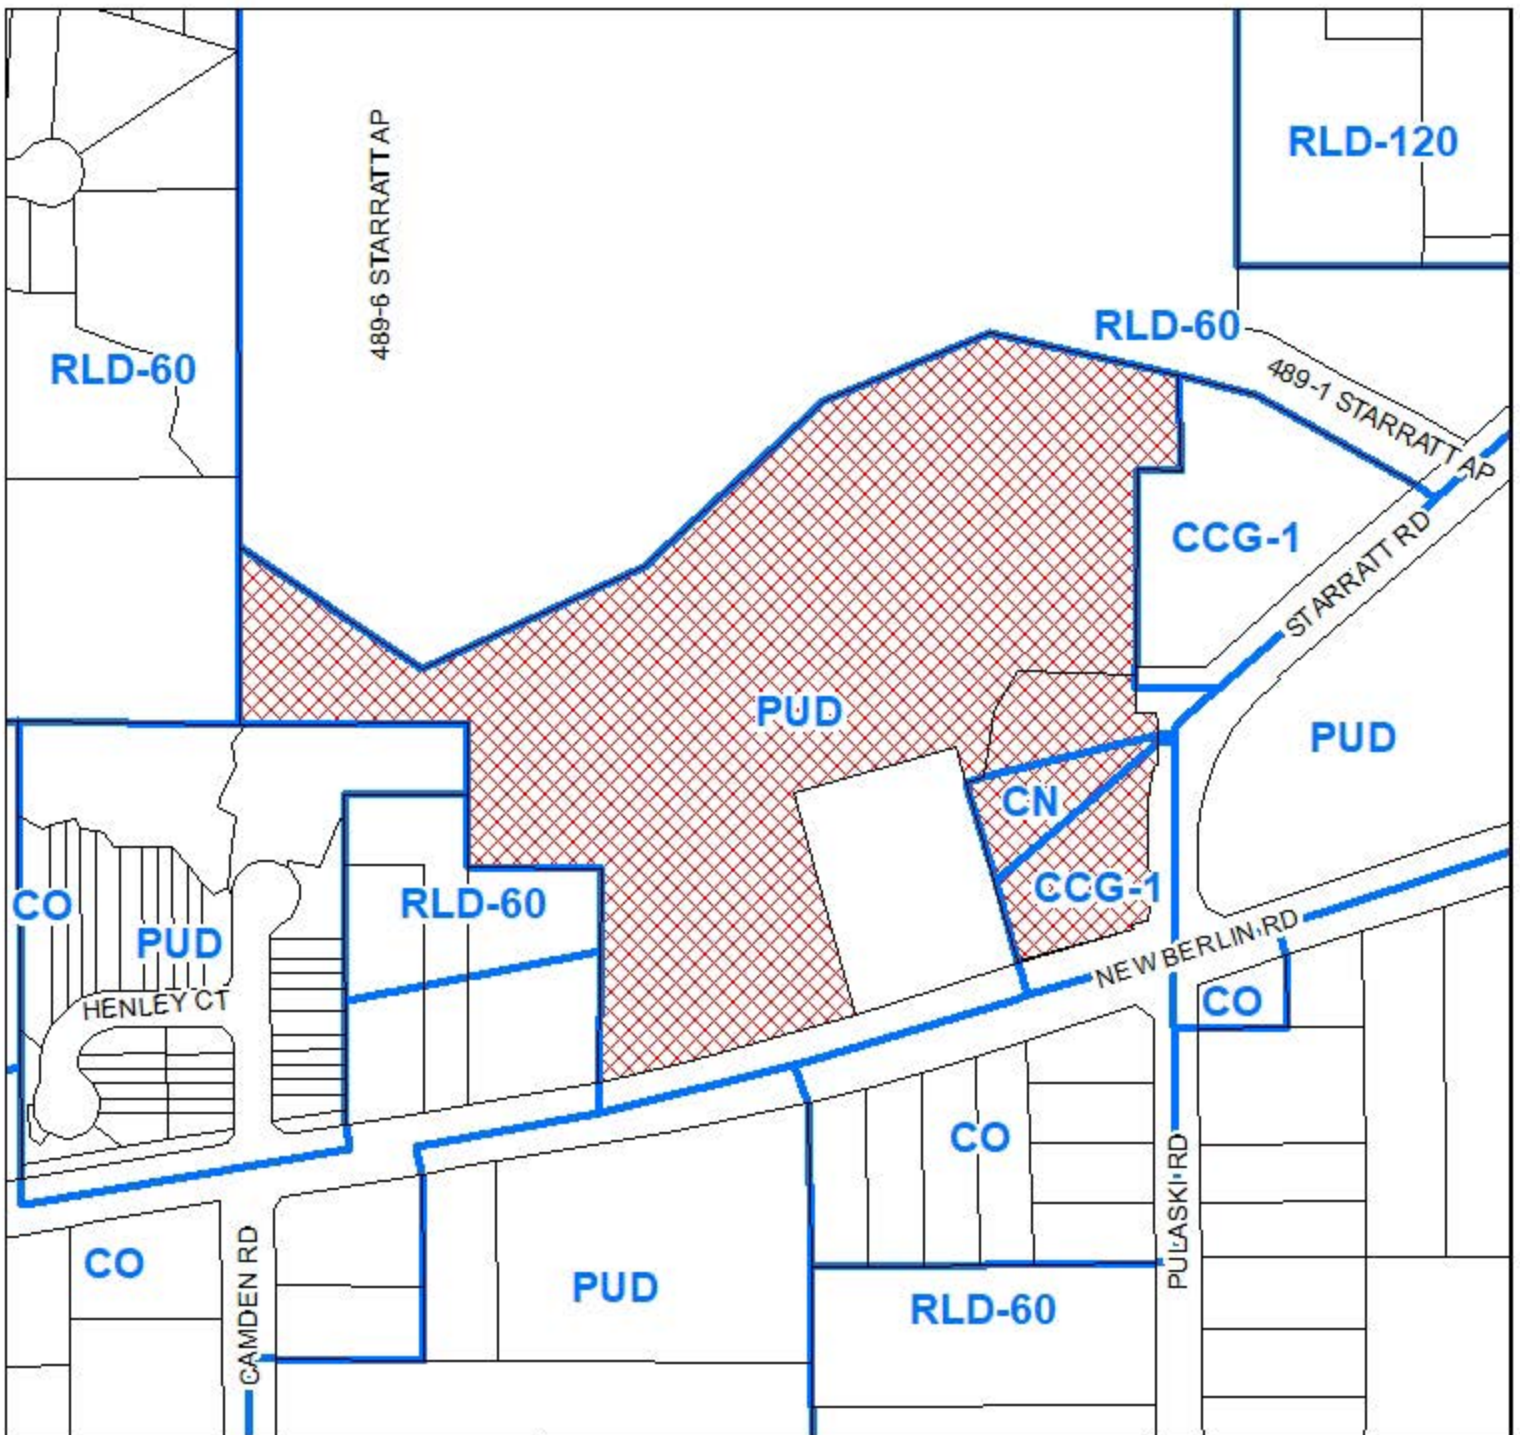 RLD-120
489-6 STARRATT AP
RLD-60
RLD-60
489-1 STARRATT AP
CCG-1
STARRATT RD
PUD
PUD
CN
CCG-1
RLD-60
CO
PUD
NEW BERLIN RD
HENLEY CT
CO
CO
PULASKI RD
CO
CAMDEN RD
PUD
RLD-60